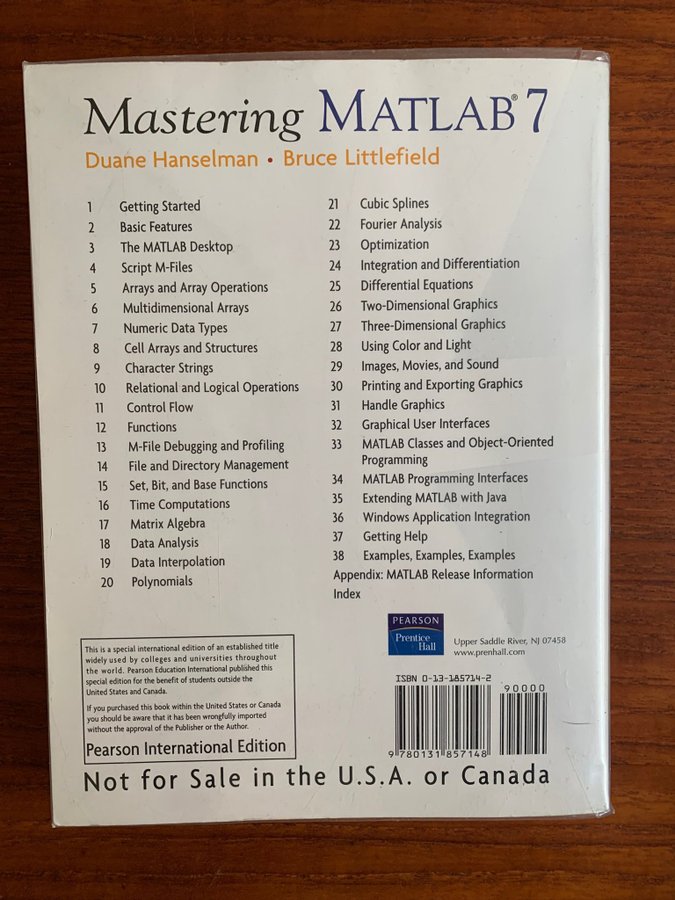 Mastering MATLAB® 7
Duane Hanselman • Bruce Littlefield
1 Getting Started
2 Basic Features
3 The MATLAB Desktop
4 Script M-Files
5 Arrays and Array Operations
6 Multidimensional Arrays
7 Numeric Data Types
8 Cell Arrays and Structures
9 Character Strings
10 Relational and Logical Operations
11 Control Flow
12 Functions
13 M-File Debugging and Profiling
14 File and Directory Management
15 Set, Bit, and Base Functions
16 Time Computations
17 Matrix Algebra
18 Data Analysis
19 Data Interpolation
20 Polynomials
21 Cubic Splines
22 Fourier Analysis
23 Optimization
24 Integration and Differentiation
25 Differential Equations
26 Two-Dimensional Graphics
27 Three-Dimensional Graphics
28 Using Color and Light
29 Images, Movies, and Sound
30 Printing and Exporting Graphics
31 Handle Graphics
32 Graphical User Interfaces
33 MATLAB Classes and Object-Oriented
Programming
34 MATLAB Programming Interfaces
35 Extending MATLAB with Java
36 Windows Application Integration
37 Getting Help
38 Examples, Examples, Examples
Appendix: MATLAB Release Information
Index
This is a special international edition of an established title
widely used by colleges and universities throughout
the world. Pearson Education International published this
special edition for the benefit of students outside the
United States and Canada.
If you purchased this book within the United States or Canada
you should be aware that it has been wrongfully imported
without the approval of the Publisher or the Author.
Pearson International Edition
PEARSON
Prentice
Hall
Upper Saddle River, NJ 07458
www.prenhall.com
ISBN 0-13-185714-2
90000
9 780131 857148
Not for Sale in the U.S.A. or Canada